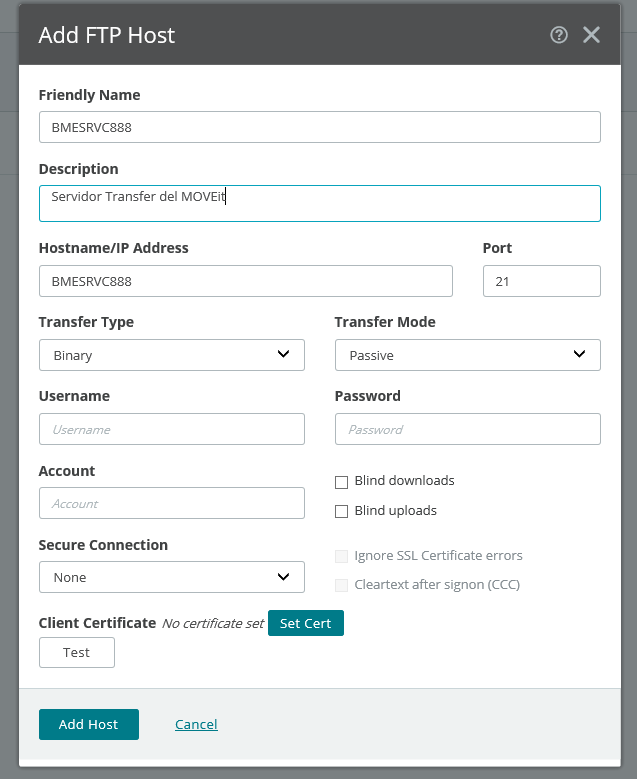 Add FTP Host
Friendly Name
BMESRVC888
Description
Servidor Transfer del MOVEit
Hostname/IP Address Port
BMESRVC888 21
Transfer Type Transfer Mode
Binary Passive
Username Password
Username Password
Account
Blind downloads
Account
Blind uploads
Secure Connection
Ignore SSL Certificate errors
None
Cleartext after signon (CCC)
Client Certificate No certificate set Set Cert
Test
Add Host Cancel